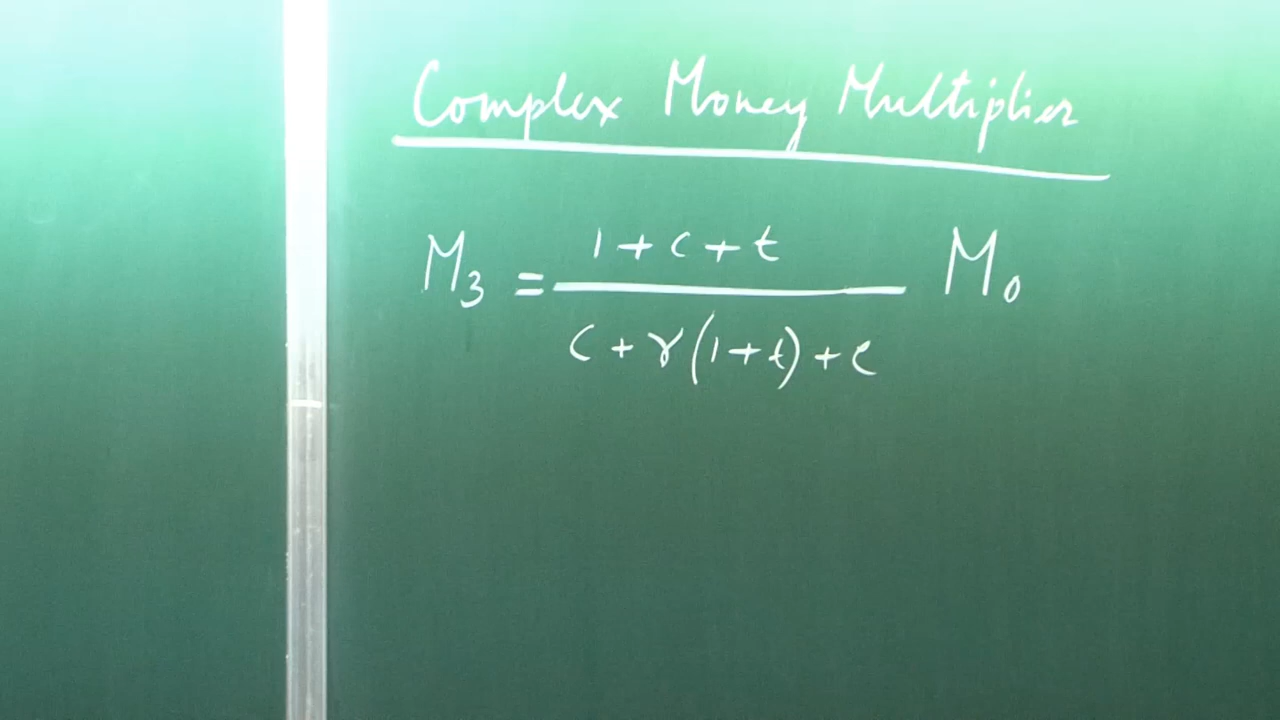 Complex Money Multiplier
M₃ = (1 + c + t) / (c + r(1 + t) + e) M₀